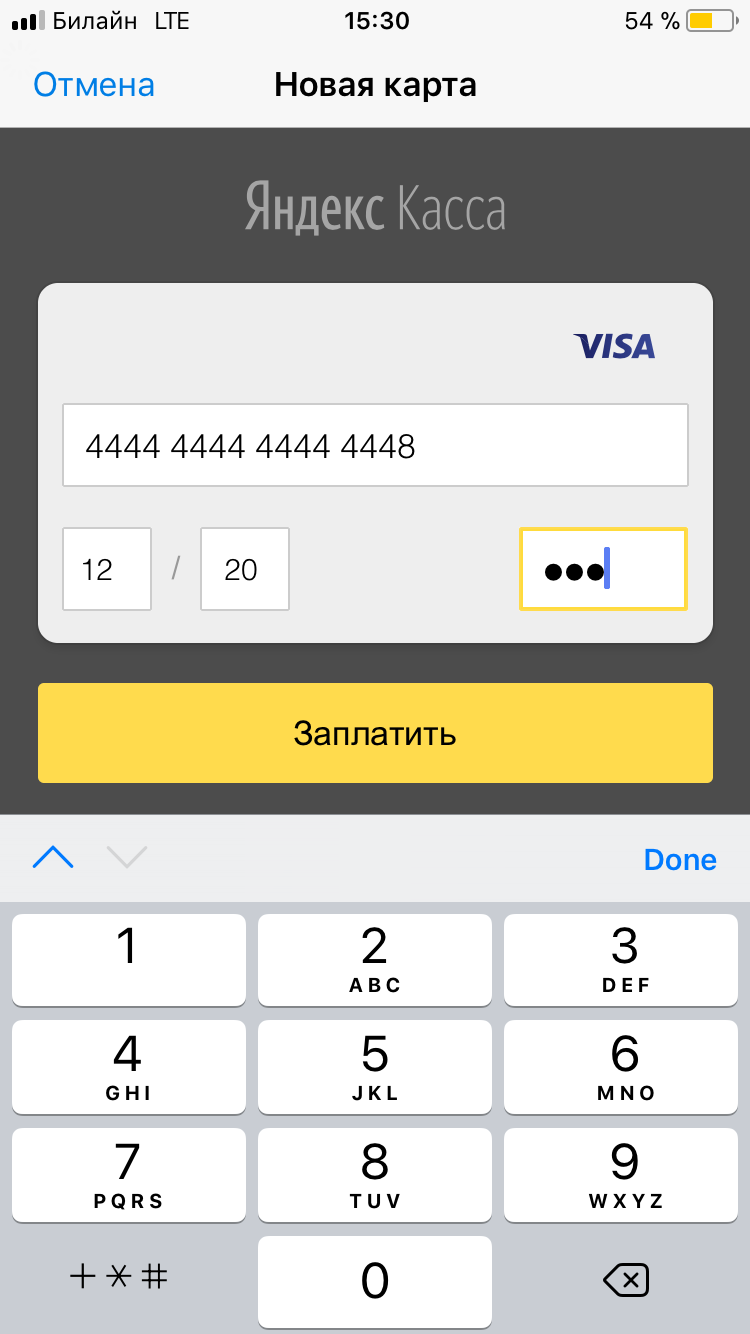 Билайн LTE 15:30 54 %
Отмена Новая карта
Яндекс Касса
VISA
4444 4444 4444 4448
12 / 20 •••
Заплатить
Done
1 2 3
ABC DEF
4 5 6
GHI JKL MNO
7 8 9
PQRS TUV WXYZ
+ * # 0